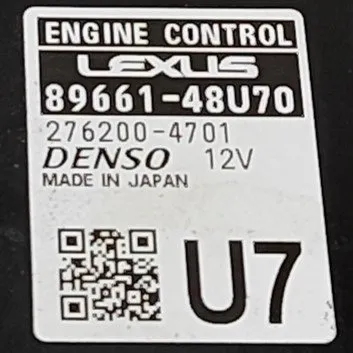 ENGINE CONTROL
LEXUS
89661-48U70
276200-4701
DENSO 12V
MADE IN JAPAN
U7